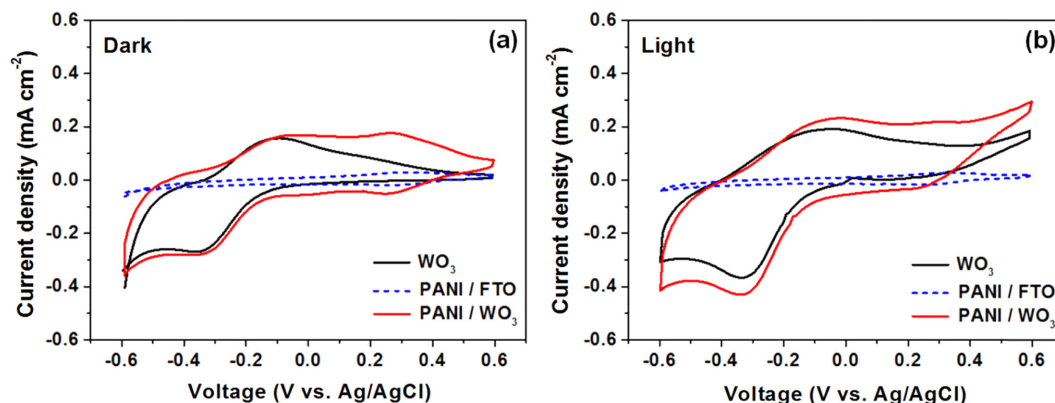 Dark
(a)
0.6
0.4
0.2
0.0
-0.2
-0.4
-0.6
Current density (mA cm⁻²)
WO₃
PANI / FTO
PANI / WO₃
-0.6 -0.4 -0.2 0.0 0.2 0.4 0.6
Voltage (V vs. Ag/AgCl)
Light
(b)
0.6
0.4
0.2
0.0
-0.2
-0.4
-0.6
Current density (mA cm⁻²)
WO₃
PANI / FTO
PANI / WO₃
-0.6 -0.4 -0.2 0.0 0.2 0.4 0.6
Voltage (V vs. Ag/AgCl)